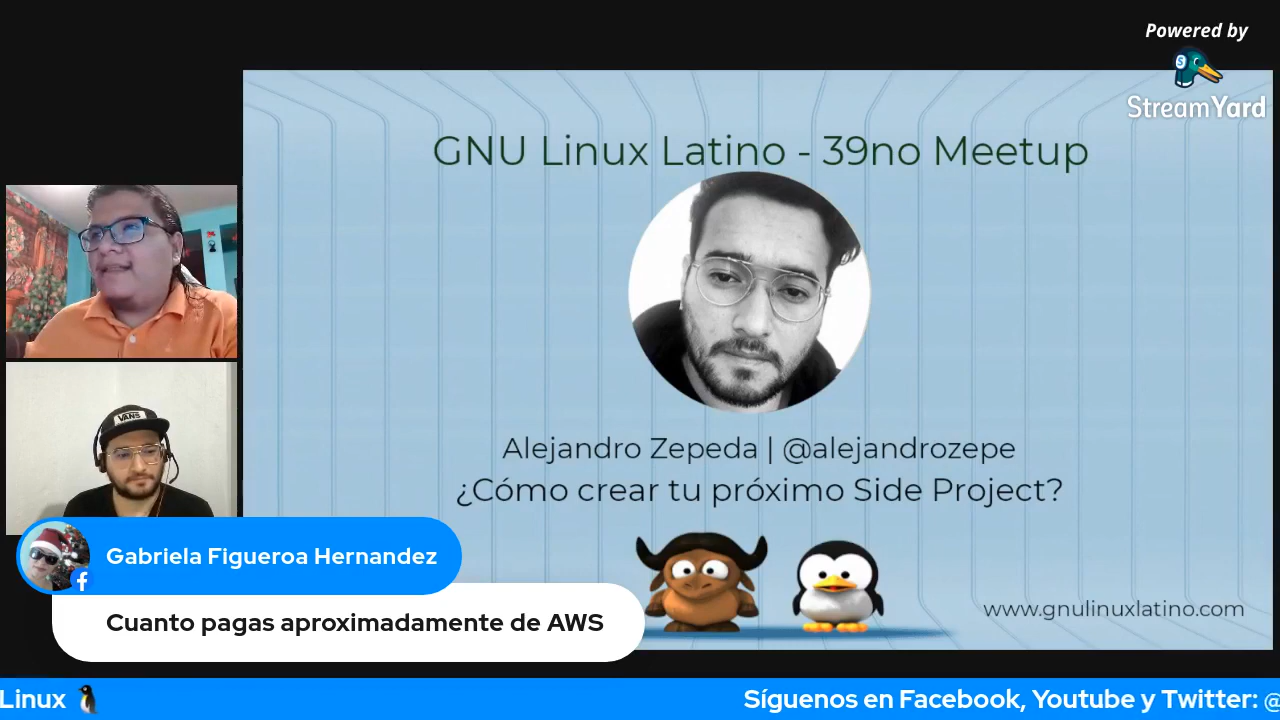 Powered by
StreamYard
GNU Linux Latino - 39no Meetup
VANS
Alejandro Zepeda | @alejandrozepe
¿Cómo crear tu próximo Side Project?
Gabriela Figueroa Hernandez
Cuanto pagas aproximadamente de AWS
www.gnulinuxlatino.com
Linux
Síguenos en Facebook, Youtube y Twitter: @